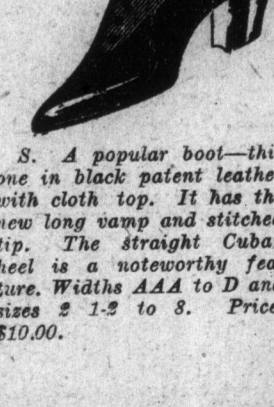 S. A popular boot—thi
one in black patent leathe
with cloth top. It has th
new long vamp and stitche
tip. The straight Cuba
heel is a noteworthy fea
ture. Widths AAA to D an
sizes 2 1-2 to 8. Price
$10.00.